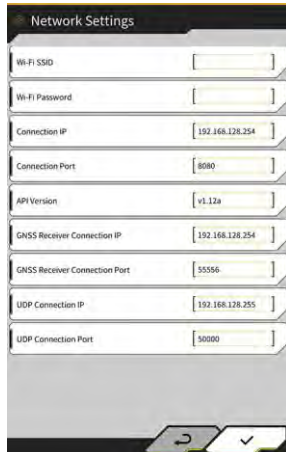 Network Settings
Wi-Fi SSID
Wi-Fi Password
Connection IP 192.168.128.254
Connection Port 8080
API Version v1.12a
GNSS Receiver Connection IP 192.168.128.254
GNSS Receiver Connection Port 55556
UDP Connection IP 192.168.128.255
UDP Connection Port 50000